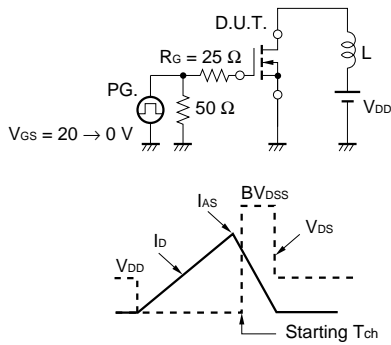 D.U.T.
RG = 25 Ω
PG.
L
50 Ω
VDD
VGS = 20 → 0 V
BVDSS
IAS
VDS
ID
VDD
Starting Tch